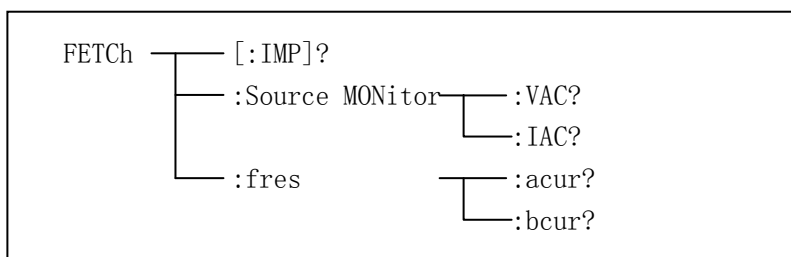 FETCh [:IMP]?
:Source MONitor :VAC?
:IAC?
:fres :acur?
:bcur?